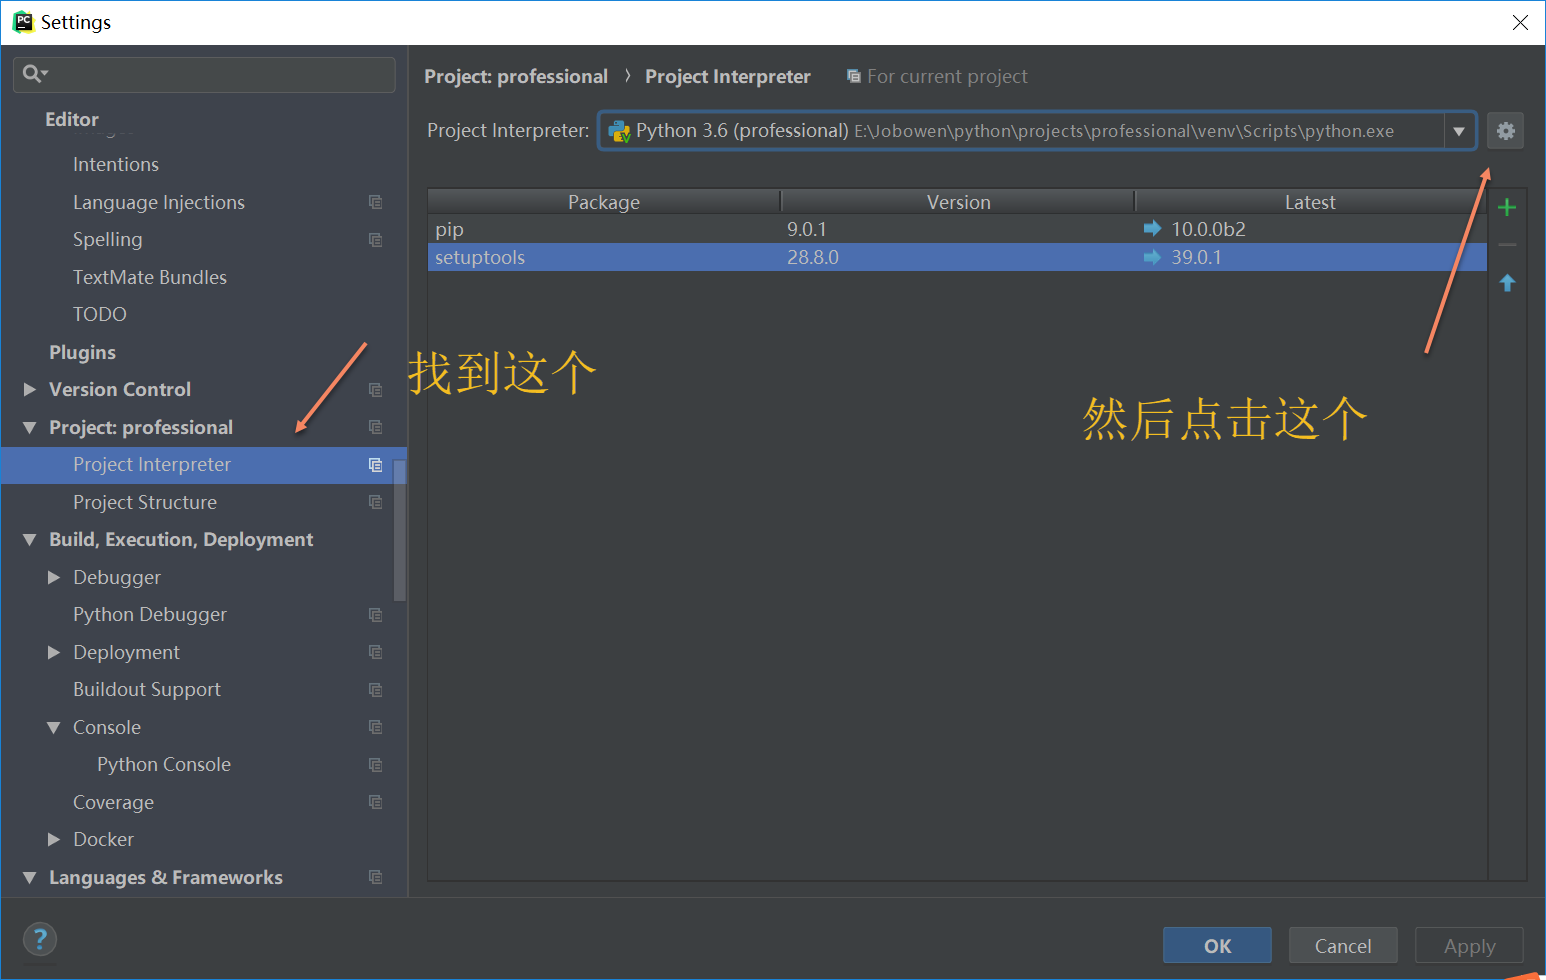 Settings
Project: professional › Project Interpreter For current project
Project Interpreter: Python 3.6 (professional) E:\Jobowen\python\projects\professional\venv\Scripts\python.exe
Editor
Intentions
Language Injections
Spelling
TextMate Bundles
TODO
Plugins
Version Control
Project: professional
Project Interpreter
Project Structure
Build, Execution, Deployment
Debugger
Python Debugger
Deployment
Buildout Support
Console
Python Console
Coverage
Docker
Languages & Frameworks
Package Version Latest
pip 9.0.1 10.0.0b2
setuptools 28.8.0 39.0.1
找到这个
然后点击这个
?
OK Cancel Apply